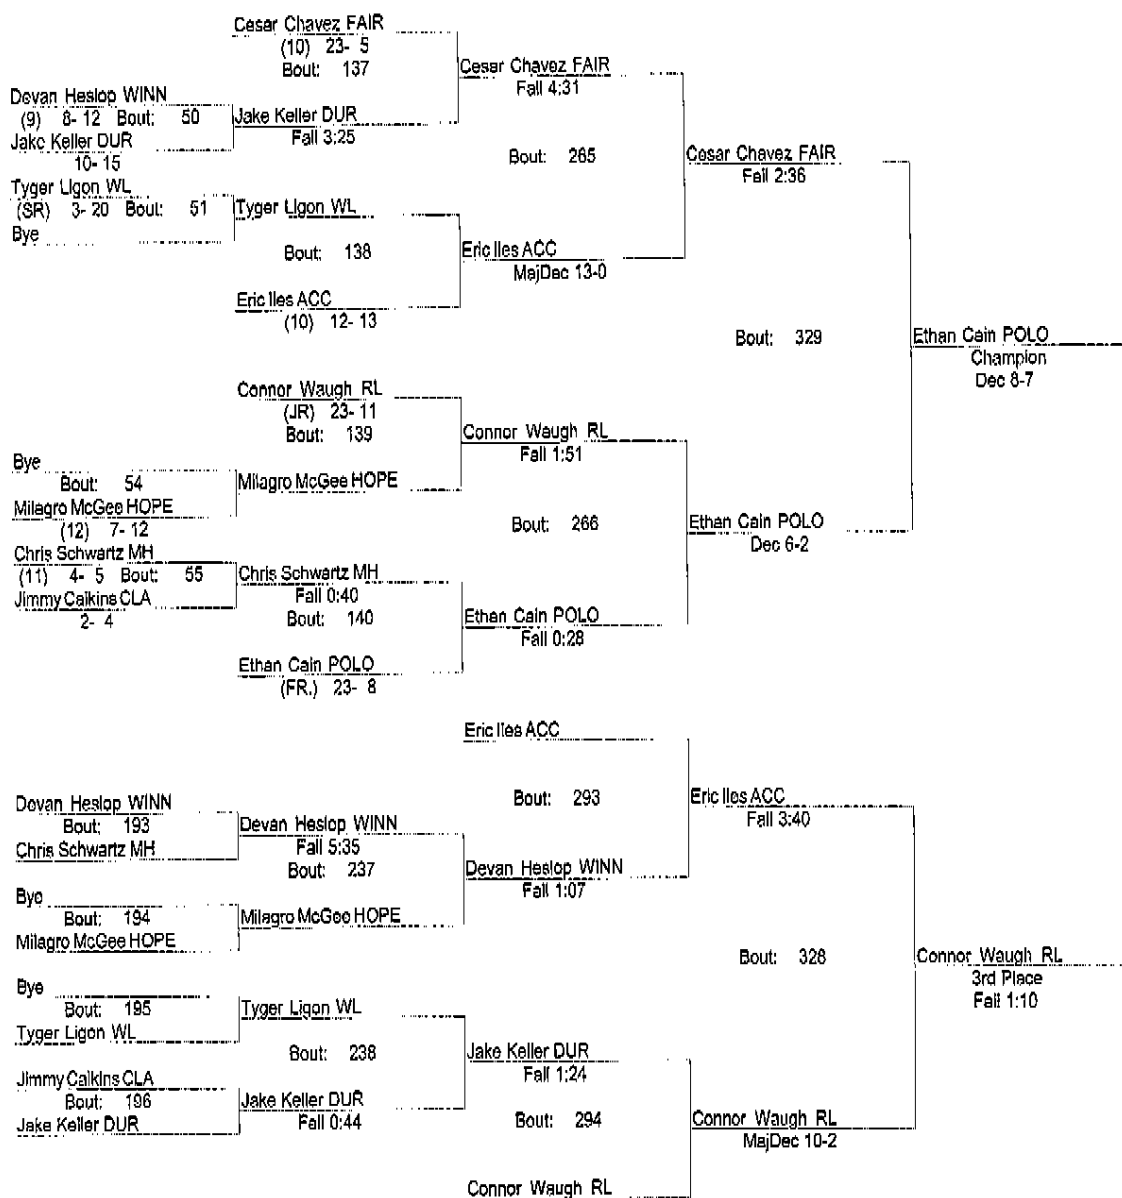 Cesar Chavez FAIR
(10) 23- 5
Bout: 137
Cesar Chavez FAIR
Fall 4:31
Devan Heslop WINN
(9) 8- 12 Bout: 50
Jake Keller DUR
10- 15
Jake Keller DUR
Fall 3:25
Bout: 265
Cesar Chavez FAIR
Fall 2:36
Tyger Ligon WL
(SR) 3- 20 Bout: 51
Bye
Tyger Ligon WL
Bout: 138
Eric Iles ACC
MajDec 13-0
Eric Iles ACC
(10) 12- 13
Bout: 329
Ethan Cain POLO
Champion
Dec 8-7
Connor Waugh RL
(JR) 23- 11
Bout: 139
Connor Waugh RL
Fall 1:51
Bye
Bout: 54
Milagro McGee HOPE
(12) 7- 12
Milagro McGee HOPE
Bout: 266
Ethan Cain POLO
Dec 6-2
Chris Schwartz MH
(11) 4- 5 Bout: 55
Jimmy Calkins CLA
2- 4
Chris Schwartz MH
Fall 0:40
Bout: 140
Ethan Cain POLO
Fall 0:28
Ethan Cain POLO
(FR.) 23- 8
Eric Iles ACC
Bout: 293
Eric Iles ACC
Fall 3:40
Devan Heslop WINN
Bout: 193
Chris Schwartz MH
Devan Heslop WINN
Fall 5:35
Bout: 237
Devan Heslop WINN
Fall 1:07
Bye
Bout: 194
Milagro McGee HOPE
Milagro McGee HOPE
Bout: 328
Connor Waugh RL
3rd Place
Fall 1:10
Bye
Bout: 195
Tyger Ligon WL
Tyger Ligon WL
Bout: 238
Jake Keller DUR
Fall 1:24
Jimmy Calkins CLA
Bout: 196
Jake Keller DUR
Jake Keller DUR
Fall 0:44
Bout: 294
Connor Waugh RL
MajDec 10-2
Connor Waugh RL